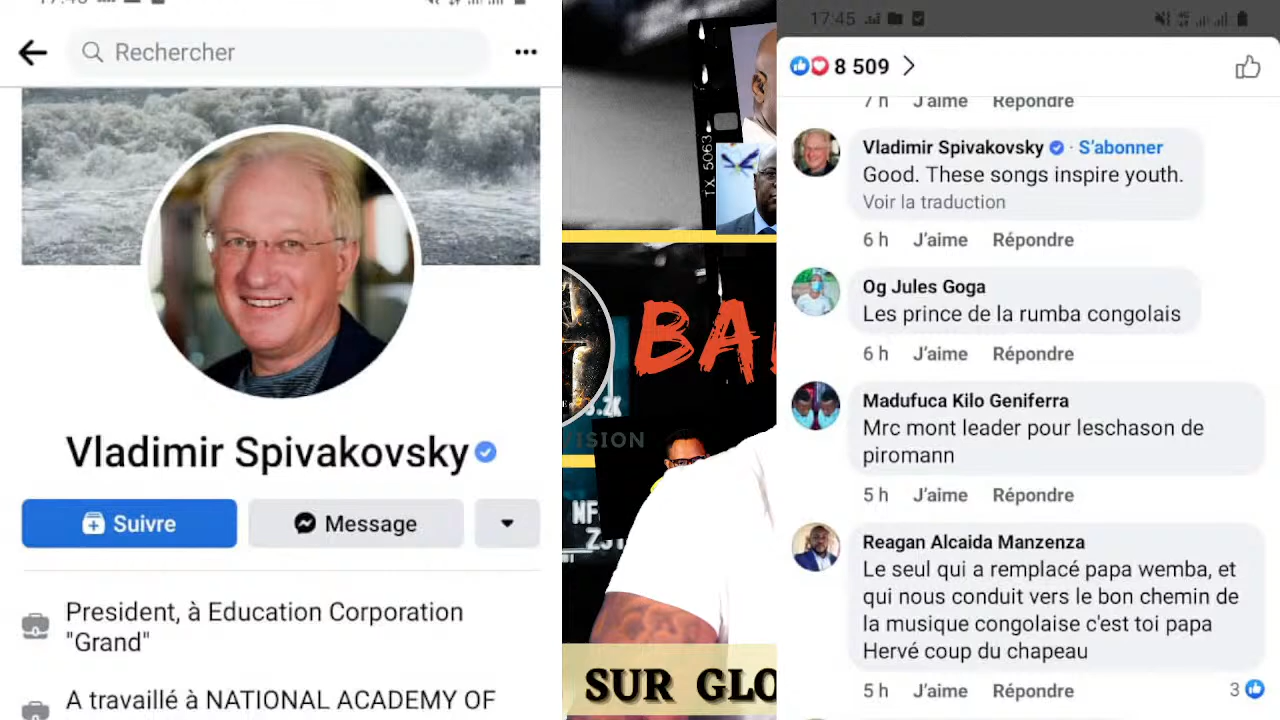 Rechercher
Vladimir Spivakovsky
Suivre
Message
President, à Education Corporation
"Grand"
A travaillé à NATIONAL ACADEMY OF
TX 5063
BA
ISION
SUR GLO
17:45
8 509
7 h J'aime Répondre
Vladimir Spivakovsky · S'abonner
Good. These songs inspire youth.
Voir la traduction
6 h J'aime Répondre
Og Jules Goga
Les prince de la rumba congolais
6 h J'aime Répondre
Madufuca Kilo Geniferra
Mrc mont leader pour leschason de
piromann
5 h J'aime Répondre
Reagan Alcaida Manzenza
Le seul qui a remplacé papa wemba, et
qui nous conduit vers le bon chemin de
la musique congolaise c'est toi papa
Hervé coup du chapeau
5 h J'aime Répondre
3